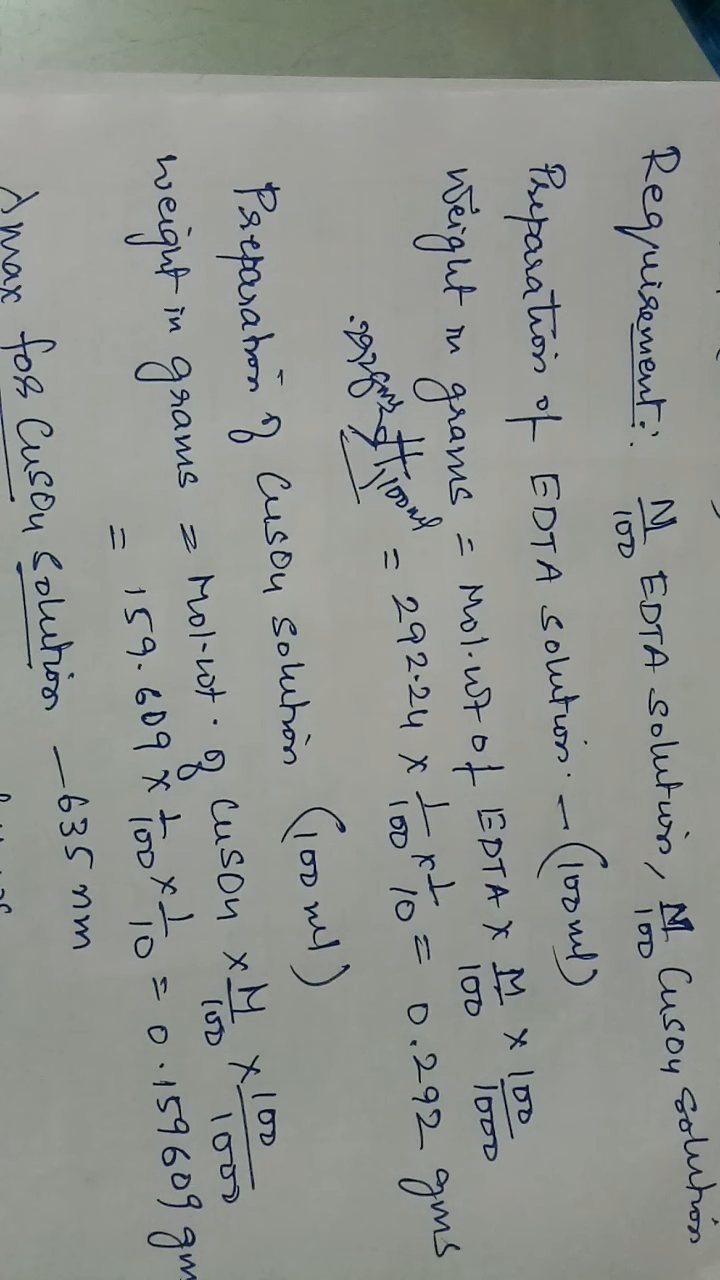 Requirement: M/100 EDTA solution, M/100 CuSO4 solution
Preparation of EDTA solution. – (100 ml)
Weight in grams = Mol. wt of EDTA × M/100 × 100/1000
= 292.24 × 1/100 × 1/10 = 0.292 gms
.292gms 100ml
Preparation of CuSO4 solution (100 ml)
weight in grams = Mol. wt. of CuSO4 × M/100 × 100/1000
= 159.609 × 1/100 × 1/10 = 0.159609 gm
λmax for CuSO4 solution – 635 nm